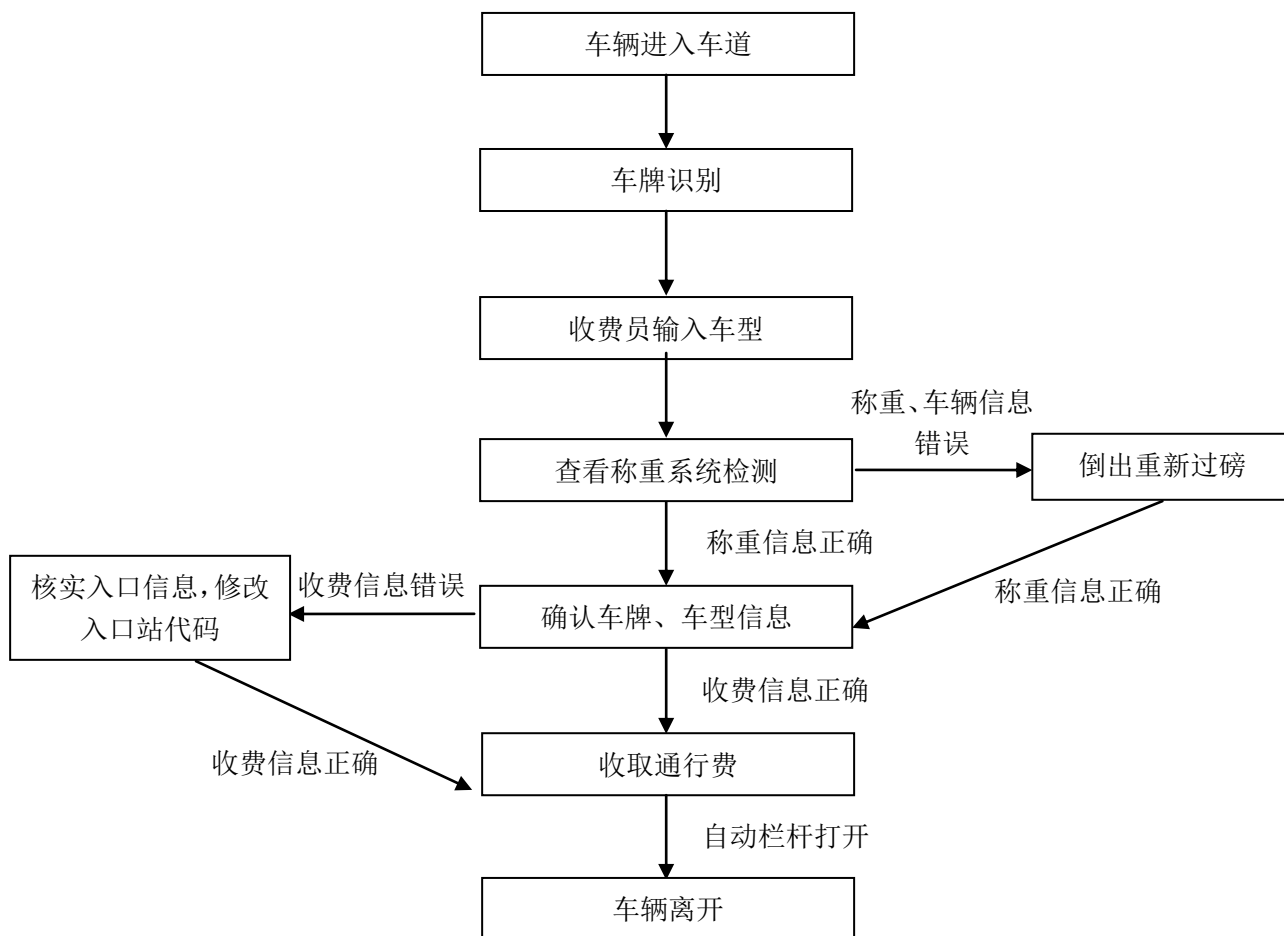 车辆进入车道
车牌识别
收费员输入车型
称重、车辆信息
错误
查看称重系统检测
倒出重新过磅
称重信息正确
核实入口信息，修改
入口站代码
收费信息错误
确认车牌、车型信息
称重信息正确
收费信息正确
收费信息正确
收取通行费
自动栏杆打开
车辆离开